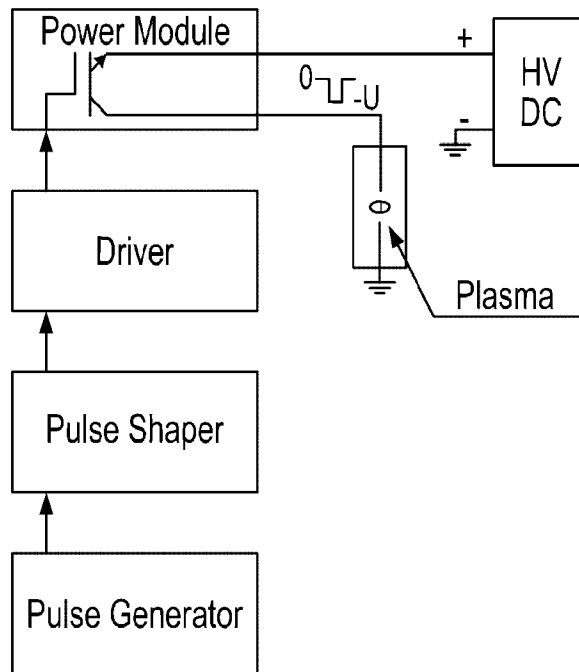 Power Module
+
HV
DC
0
-U
-
Driver
Plasma
Pulse Shaper
Pulse Generator